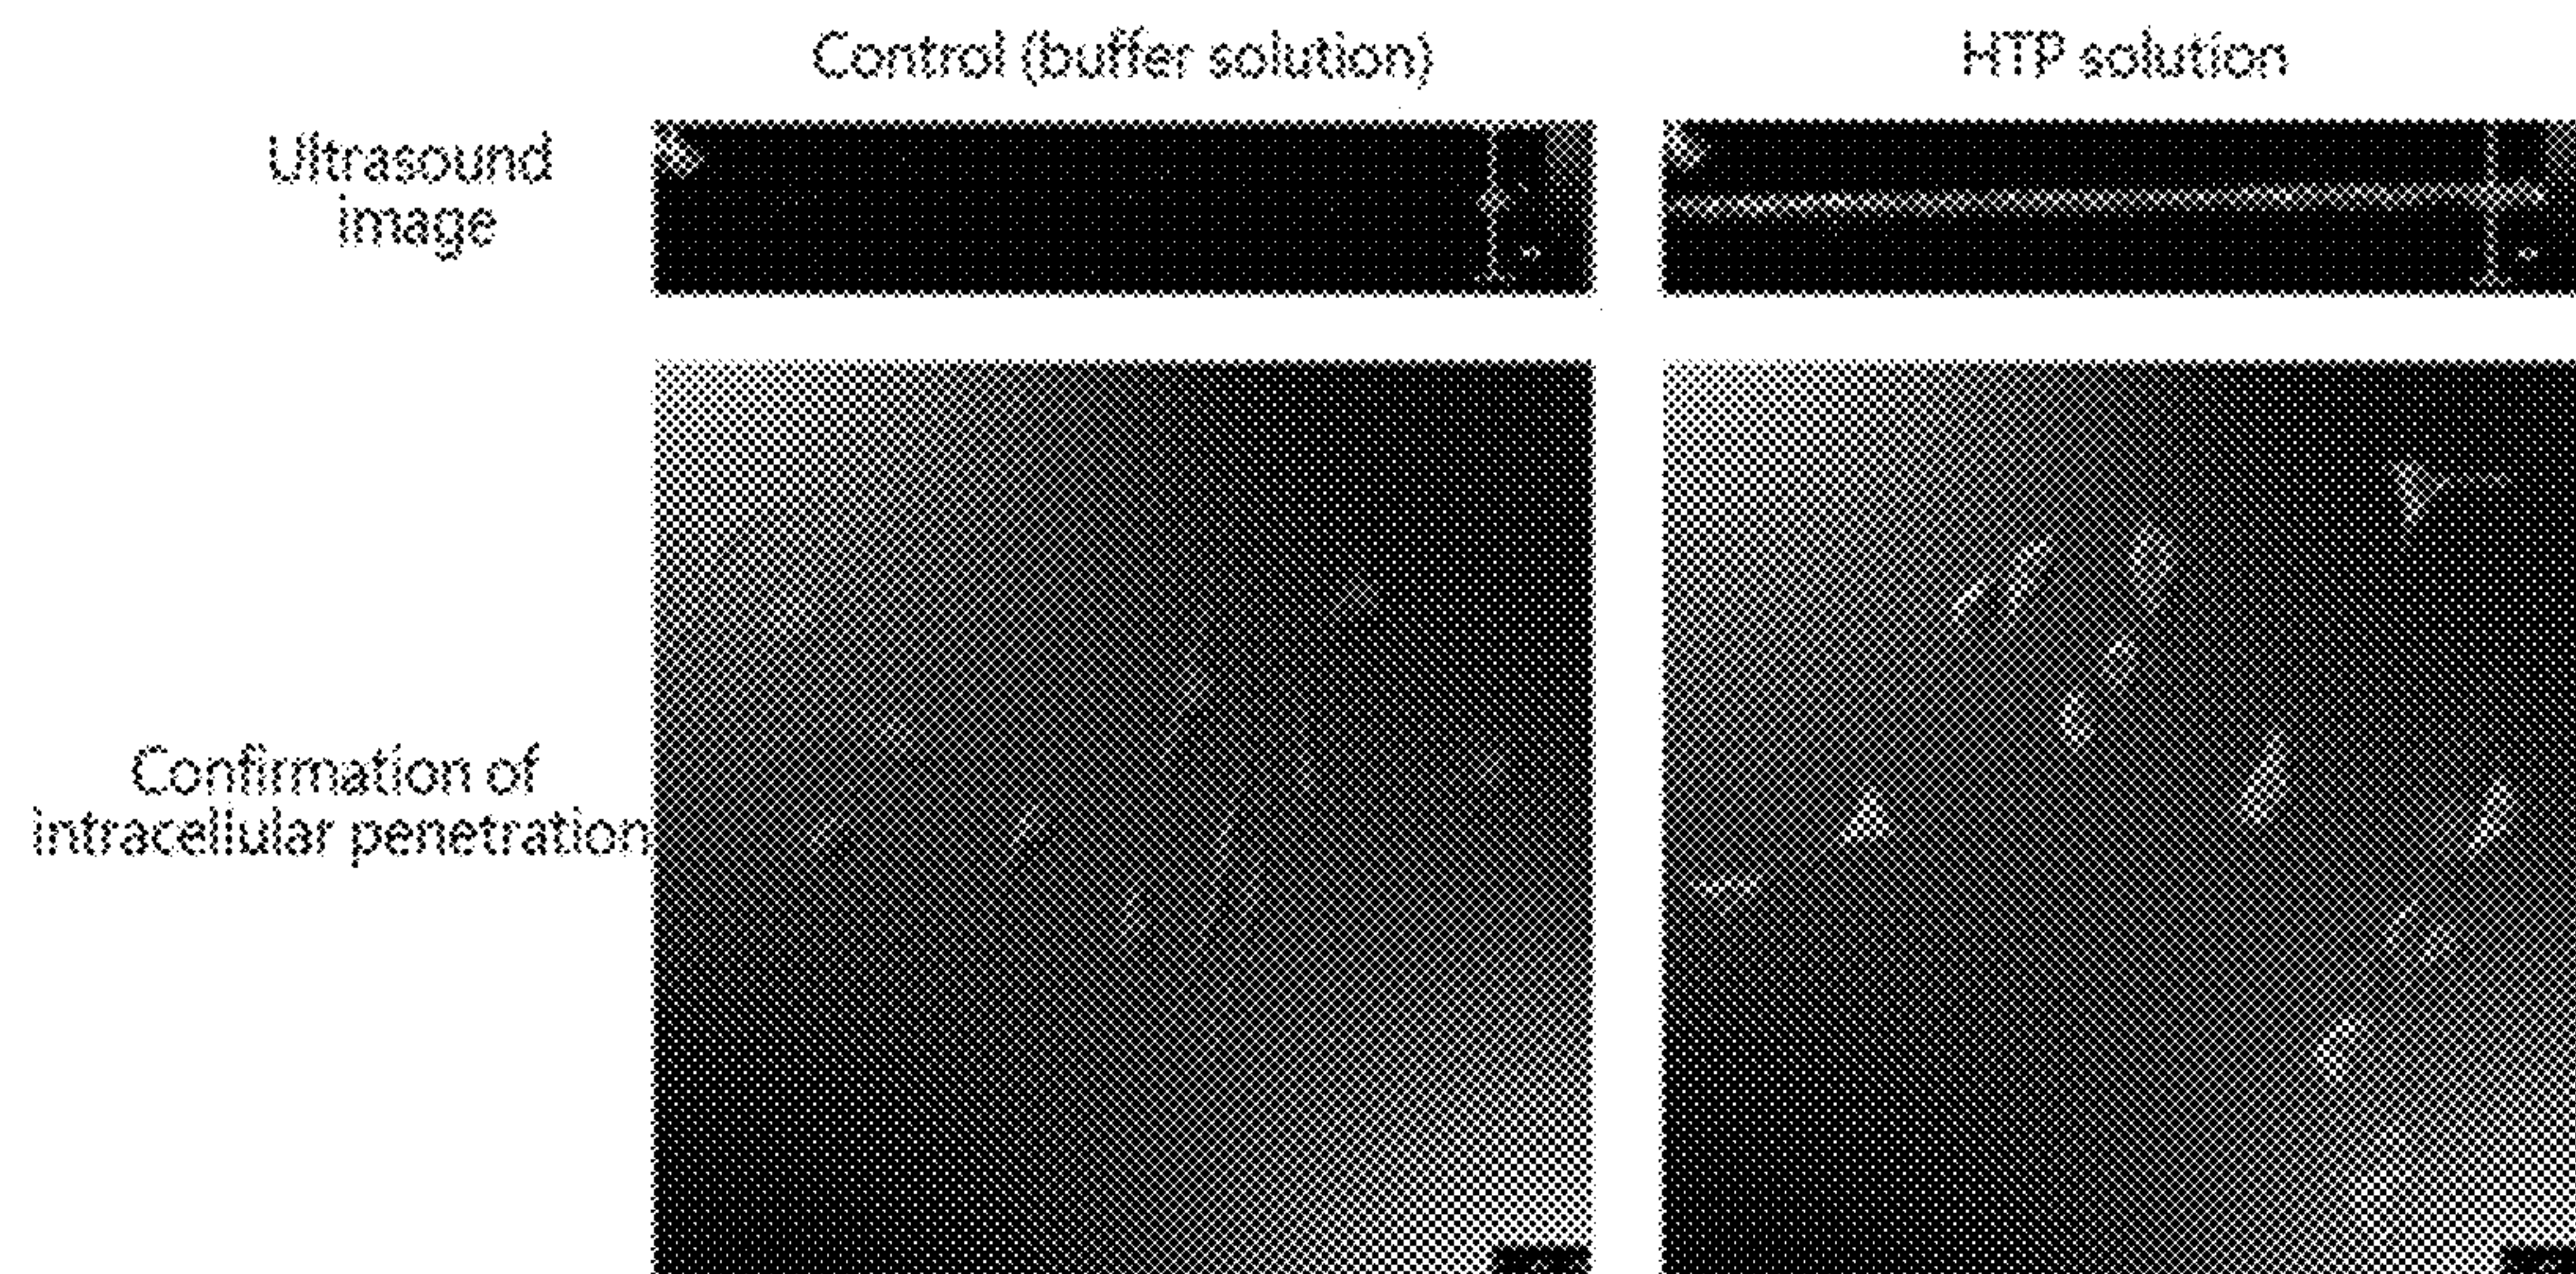 Control (buffer solution)
HTP solution
Ultrasound
image
Confirmation of
intracellular penetration